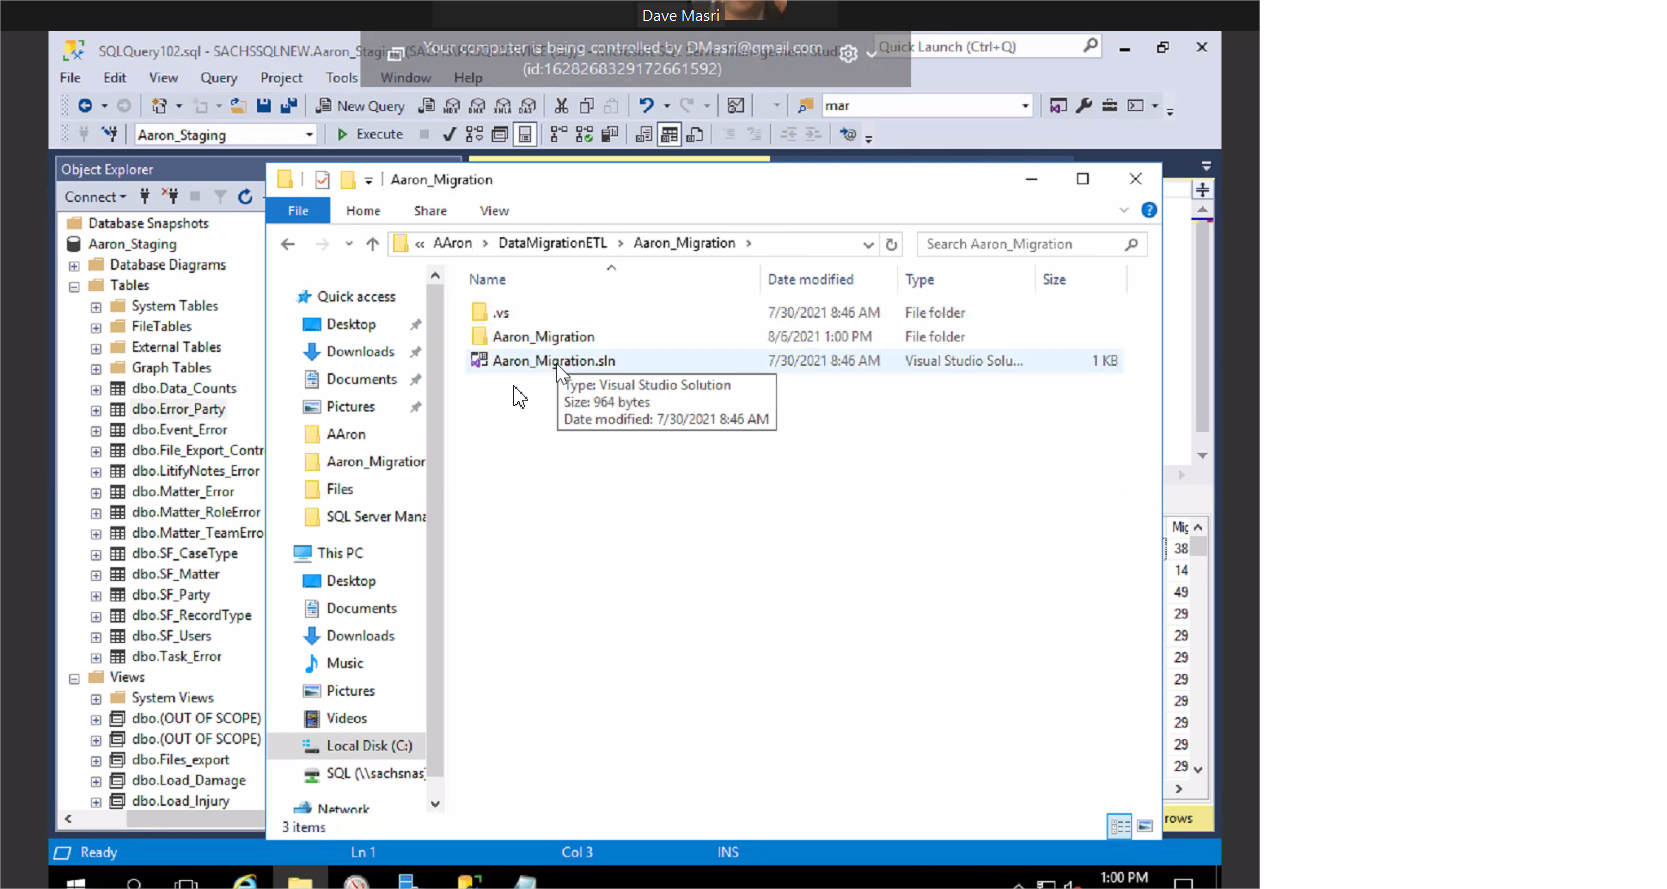 Dave Masri
SQLQuery102.sql - SACHSSQLNEW.Aaron_Staging
Your computer is being controlled by DMasri@gmail.com
(id:1628268329172661592)
Quick Launch (Ctrl+Q)
File Edit View Query Project Tools Window Help
New Query
mar
Aaron_Staging
Execute
Object Explorer
Connect
Database Snapshots
Aaron_Staging
Database Diagrams
Tables
System Tables
FileTables
External Tables
Graph Tables
dbo.Data_Counts
dbo.Error_Party
dbo.Event_Error
dbo.File_Export_Contr
dbo.LitifyNotes_Error
dbo.Matter_Error
dbo.Matter_RoleError
dbo.Matter_TeamErro
dbo.SF_CaseType
dbo.SF_Matter
dbo.SF_Party
dbo.SF_RecordType
dbo.SF_Users
dbo.Task_Error
Views
System Views
dbo.(OUT OF SCOPE)
dbo.(OUT OF SCOPE)
dbo.Files_export
dbo.Load_Damage
dbo.Load_Injury
Aaron_Migration
File Home Share View
« AAron > DataMigrationETL > Aaron_Migration >
Search Aaron_Migration
Quick access
Desktop
Downloads
Documents
Pictures
AAron
Aaron_Migration
Files
SQL Server Mana
This PC
Desktop
Documents
Downloads
Music
Pictures
Videos
Local Disk (C:)
SQL (\\sachsnas
Network
Name Date modified Type Size
.vs 7/30/2021 8:46 AM File folder
Aaron_Migration 8/6/2021 1:00 PM File folder
Aaron_Migration.sln 7/30/2021 8:46 AM Visual Studio Solu... 1 KB
Type: Visual Studio Solution
Size: 964 bytes
Date modified: 7/30/2021 8:46 AM
3 items
Mig
38
14
49
29
29
29
29
29
29
29
29
rows
Ready Ln 1 Col 3 INS
1:00 PM